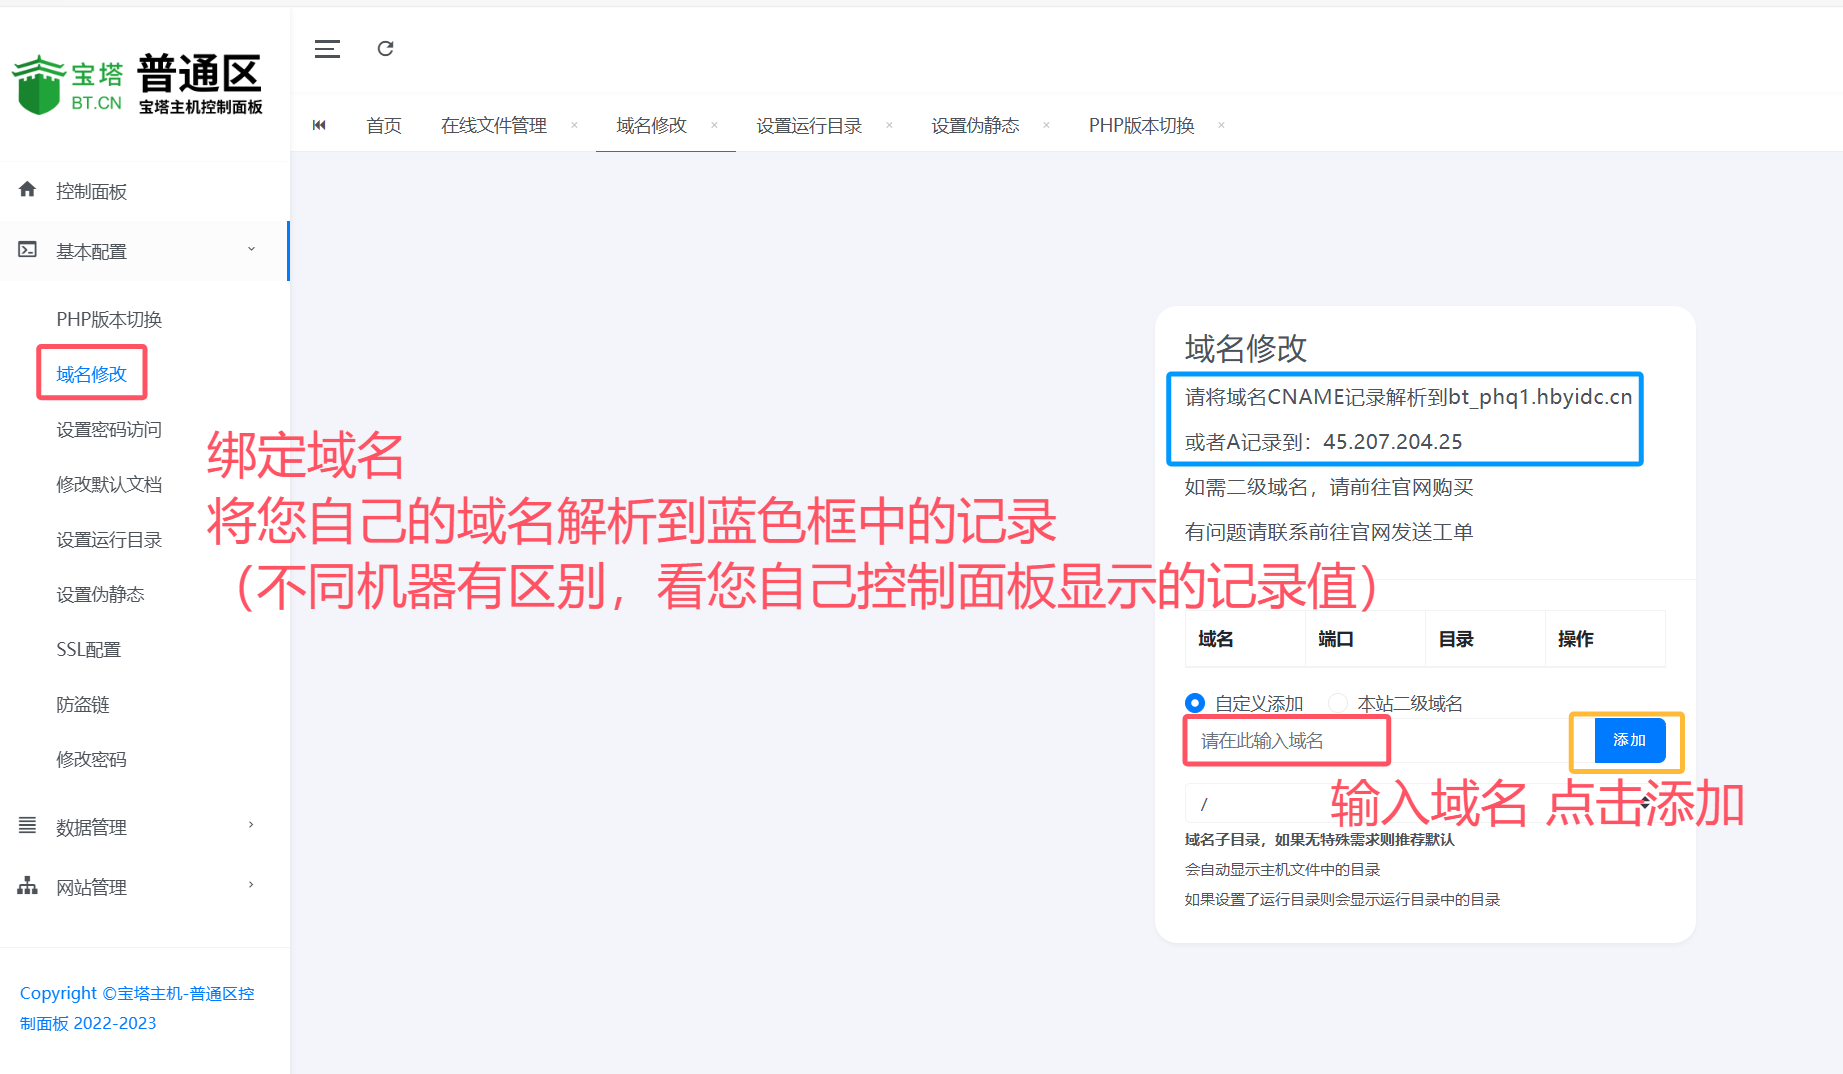 宝塔
BT.CN
普通区
宝塔主机控制面板
首页
在线文件管理 ×
域名修改 ×
设置运行目录 ×
设置伪静态 ×
PHP版本切换 ×
控制面板
基本配置
PHP版本切换
域名修改
设置密码访问
修改默认文档
设置运行目录
设置伪静态
SSL配置
防盗链
修改密码
数据管理
网站管理
Copyright ©宝塔主机-普通区控
制面板 2022-2023
绑定域名
将您自己的域名解析到蓝色框中的记录
（不同机器有区别，看您自己控制面板显示的记录值）
域名修改
请将域名CNAME记录解析到bt_phq1.hbyidc.cn
或者A记录到：45.207.204.25
如需二级域名，请前往官网购买
有问题请联系前往官网发送工单
域名 端口 目录 操作
自定义添加 本站二级域名
请在此输入域名 添加
输入域名 点击添加
/
域名子目录，如果无特殊需求则推荐默认
会自动显示主机文件中的目录
如果设置了运行目录则会显示运行目录中的目录